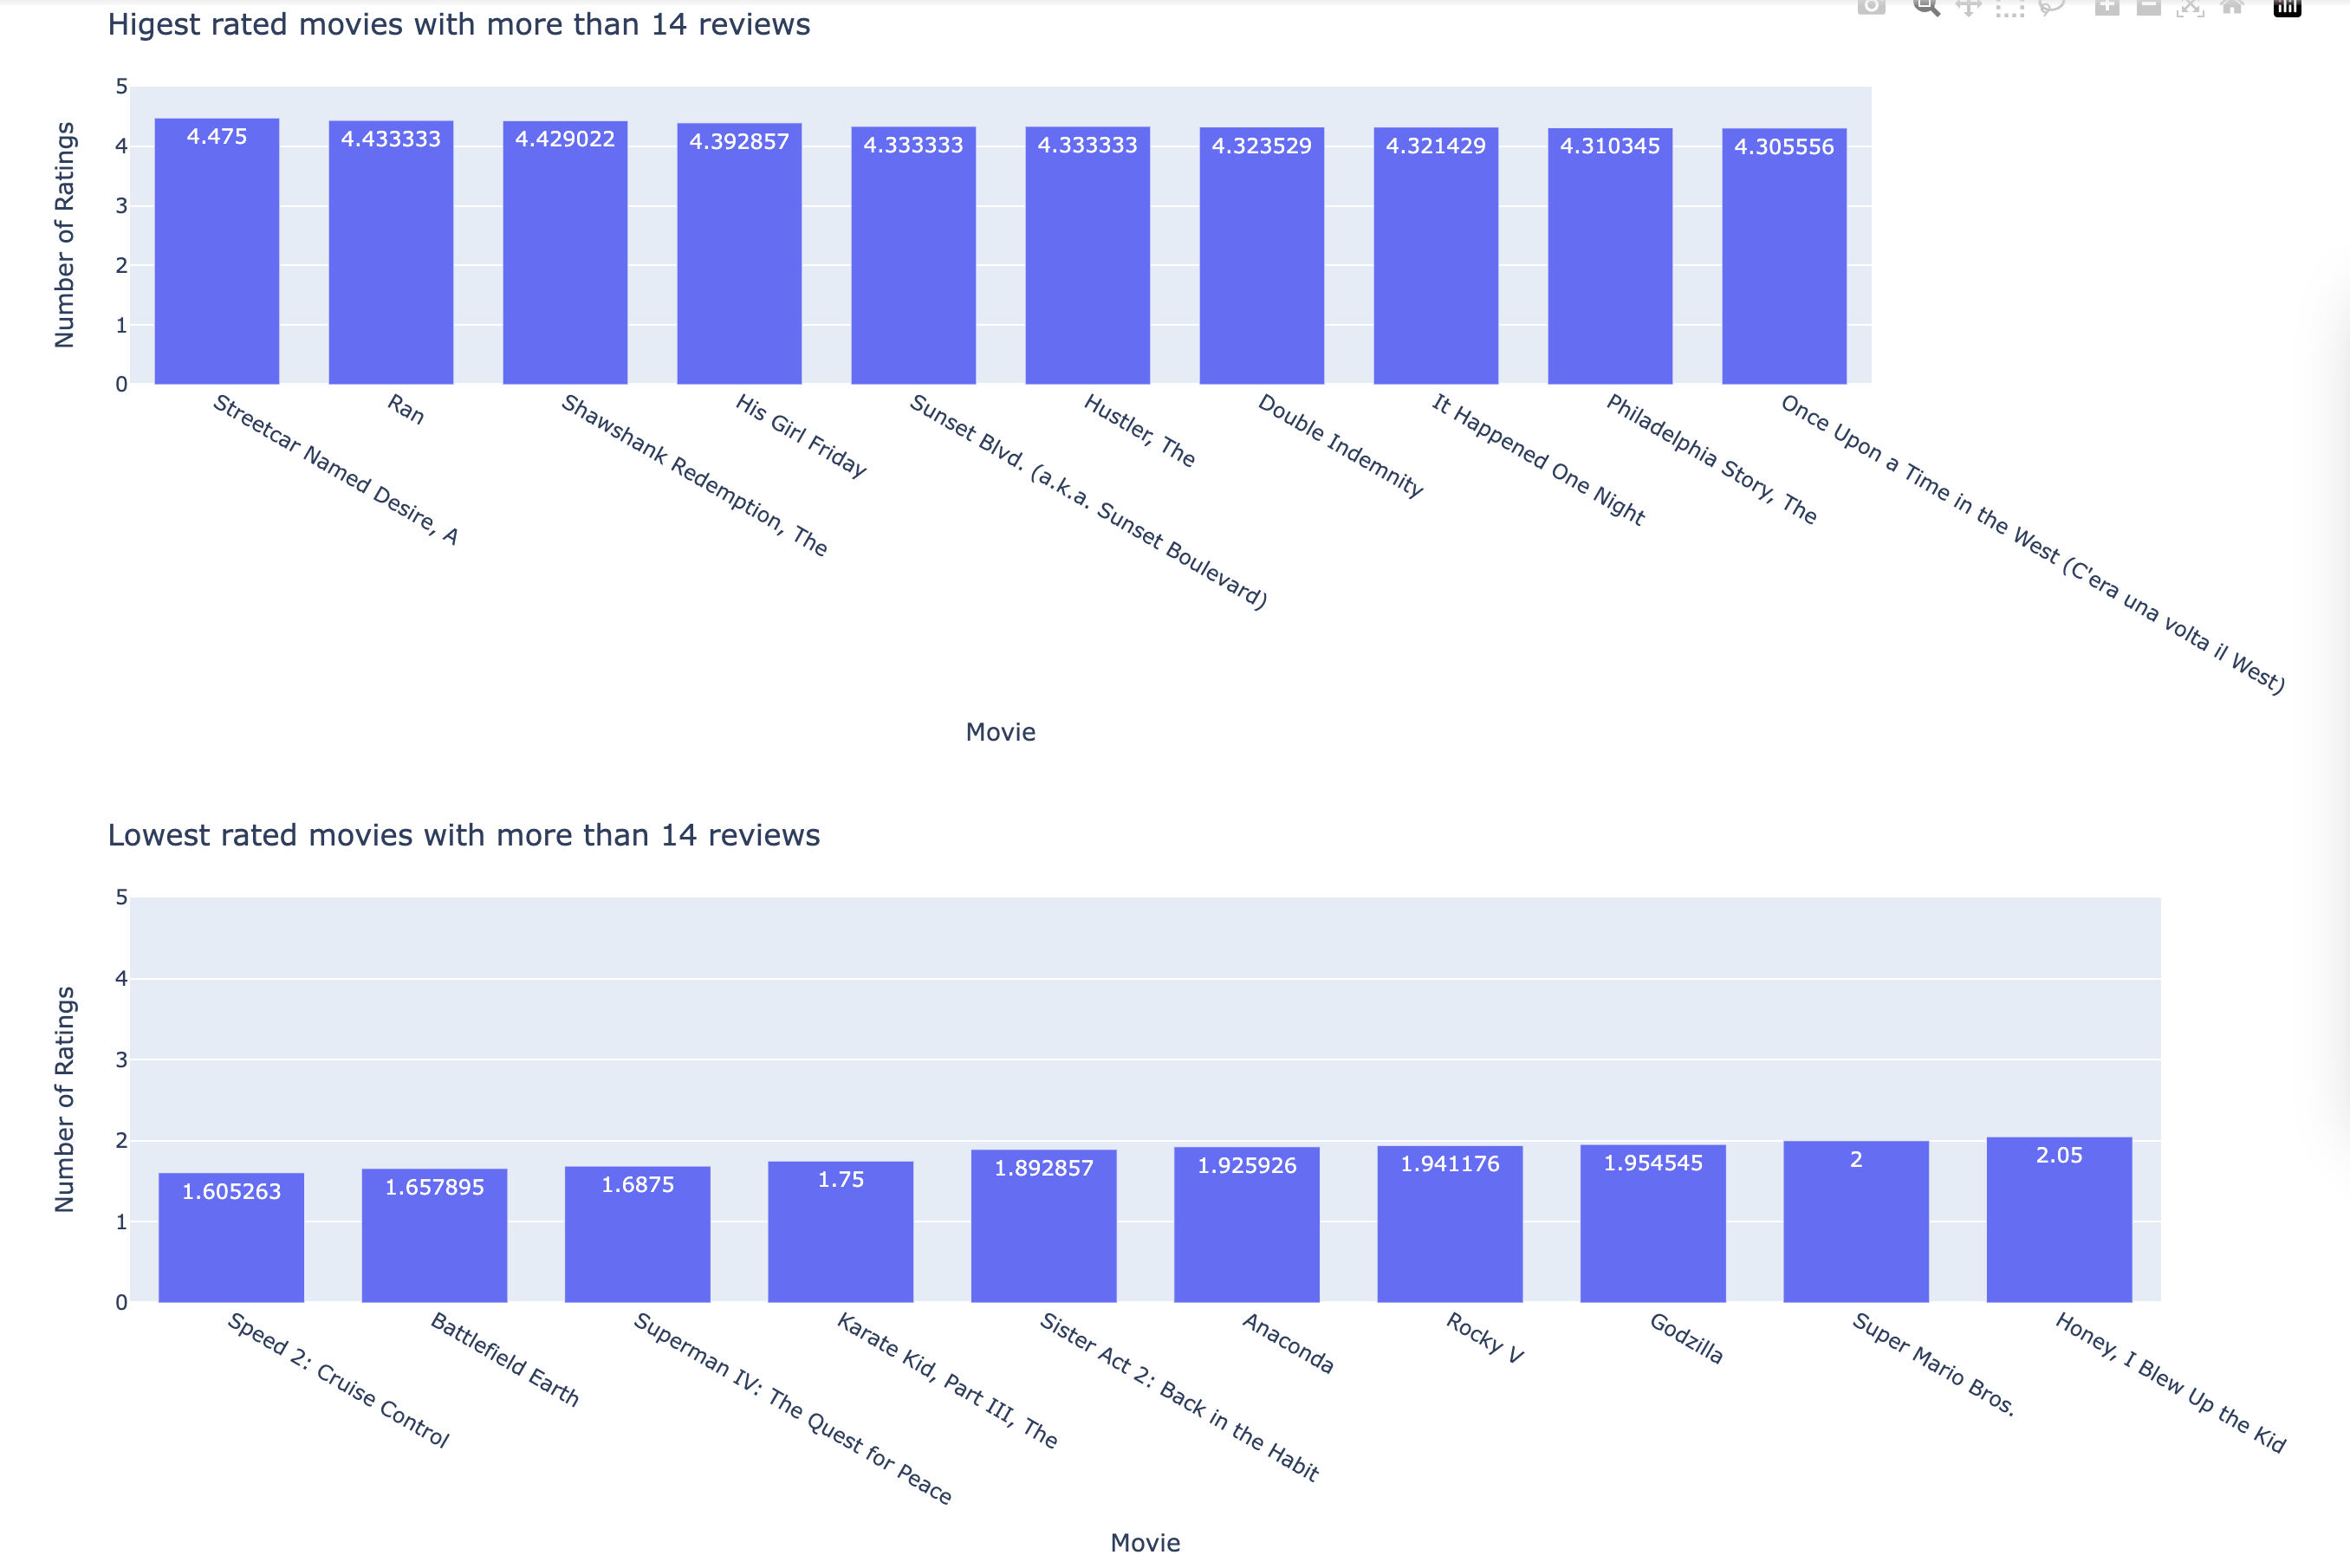 Higest rated movies with more than 14 reviews
5
4
3
2
1
0
Number of Ratings
4.475
4.433333
4.429022
4.392857
4.333333
4.333333
4.323529
4.321429
4.310345
4.305556
Streetcar Named Desire, A
Ran
Shawshank Redemption, The
His Girl Friday
Sunset Blvd. (a.k.a. Sunset Boulevard)
Hustler, The
Double Indemnity
It Happened One Night
Philadelphia Story, The
Once Upon a Time in the West (C'era una volta il West)
Movie
Lowest rated movies with more than 14 reviews
5
4
3
2
1
0
Number of Ratings
1.605263
1.657895
1.6875
1.75
1.892857
1.925926
1.941176
1.954545
2
2.05
Speed 2: Cruise Control
Battlefield Earth
Superman IV: The Quest for Peace
Karate Kid, Part III, The
Sister Act 2: Back in the Habit
Anaconda
Rocky V
Godzilla
Super Mario Bros.
Honey, I Blew Up the Kid
Movie